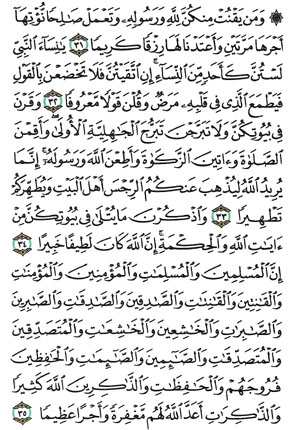 ۞ وَمَن يَقْنُتْ مِنكُنَّ لِلَّهِ وَرَسُولِهِۦ وَتَعْمَلْ صَٰلِحًا نُّؤْتِهَآ
أَجْرَهَا مَرَّتَيْنِ وَأَعْتَدْنَا لَهَا رِزْقًا كَرِيمًا ٣١ يَٰنِسَآءَ ٱلنَّبِيِّ
لَسْتُنَّ كَأَحَدٍ مِّنَ ٱلنِّسَآءِ إِنِ ٱتَّقَيْتُنَّ فَلَا تَخْضَعْنَ بِٱلْقَوْلِ
فَيَطْمَعَ ٱلَّذِى فِى قَلْبِهِۦ مَرَضٌ وَقُلْنَ قَوْلًا مَّعْرُوفًا ٣٢ وَقَرْنَ
فِى بُيُوتِكُنَّ وَلَا تَبَرَّجْنَ تَبَرُّجَ ٱلْجَٰهِلِيَّةِ ٱلْأُولَىٰ وَأَقِمْنَ
ٱلصَّلَوٰةَ وَءَاتِينَ ٱلزَّكَوٰةَ وَأَطِعْنَ ٱللَّهَ وَرَسُولَهُۥٓ إِنَّمَا
يُرِيدُ ٱللَّهُ لِيُذْهِبَ عَنكُمُ ٱلرِّجْسَ أَهْلَ ٱلْبَيْتِ وَيُطَهِّرَكُمْ
تَطْهِيرًا ٣٣ وَٱذْكُرْنَ مَا يُتْلَىٰ فِى بُيُوتِكُنَّ مِنْ
ءَايَٰتِ ٱللَّهِ وَٱلْحِكْمَةِ إِنَّ ٱللَّهَ كَانَ لَطِيفًا خَبِيرًا ٣٤
إِنَّ ٱلْمُسْلِمِينَ وَٱلْمُسْلِمَٰتِ وَٱلْمُؤْمِنِينَ وَٱلْمُؤْمِنَٰتِ
وَٱلْقَٰنِتِينَ وَٱلْقَٰنِتَٰتِ وَٱلصَّٰدِقِينَ وَٱلصَّٰدِقَٰتِ وَٱلصَّٰبِرِينَ
وَٱلصَّٰبِرَٰتِ وَٱلْخَٰشِعِينَ وَٱلْخَٰشِعَٰتِ وَٱلْمُتَصَدِّقِينَ
وَٱلْمُتَصَدِّقَٰتِ وَٱلصَّٰٓئِمِينَ وَٱلصَّٰٓئِمَٰتِ وَٱلْحَٰفِظِينَ
فُرُوجَهُمْ وَٱلْحَٰفِظَٰتِ وَٱلذَّٰكِرِينَ ٱللَّهَ كَثِيرًا
وَٱلذَّٰكِرَٰتِ أَعَدَّ ٱللَّهُ لَهُم مَّغْفِرَةً وَأَجْرًا عَظِيمًا ٣٥